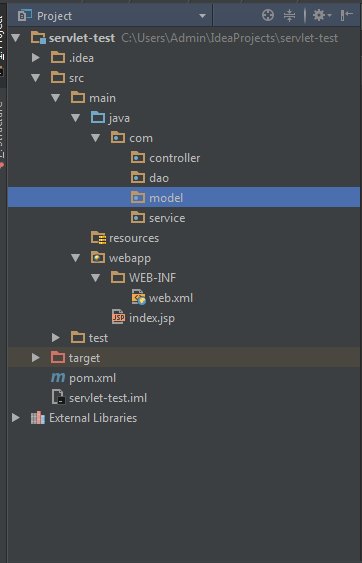 Project
servlet-test C:\Users\Admin\IdeaProjects\servlet-test
.idea
src
main
java
com
controller
dao
model
service
resources
webapp
WEB-INF
web.xml
JSP index.jsp
test
target
m pom.xml
servlet-test.iml
External Libraries